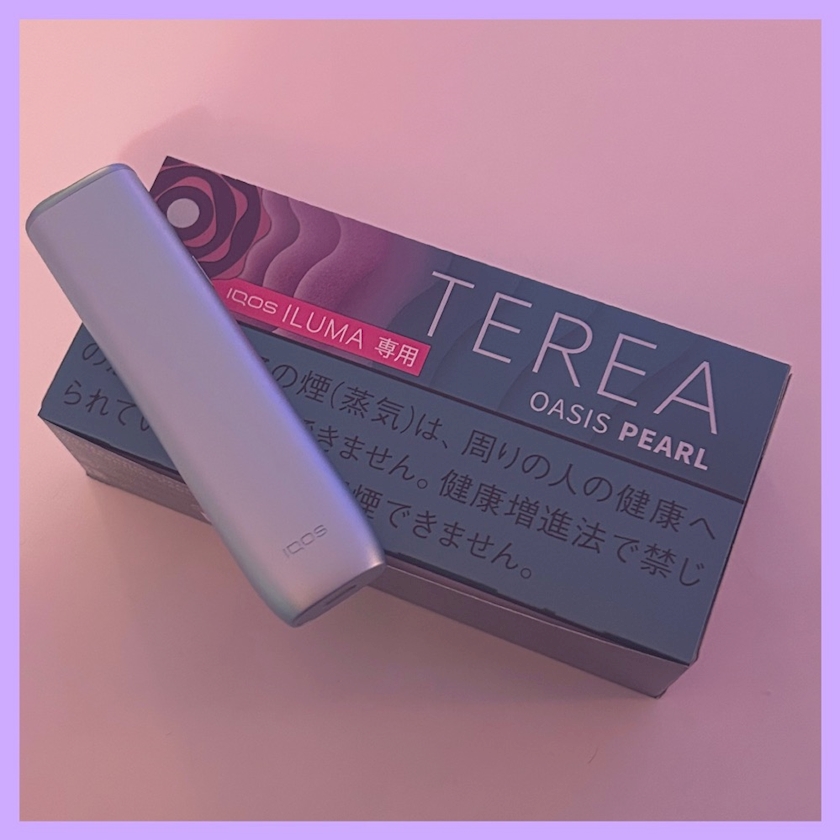 IQOS ILUMA 専用
TEREA
OASIS PEARL
の煙(蒸気)は、周りの人の健康へ
の できません。健康増進法で禁じ
られてい 煙できません。
IQOS